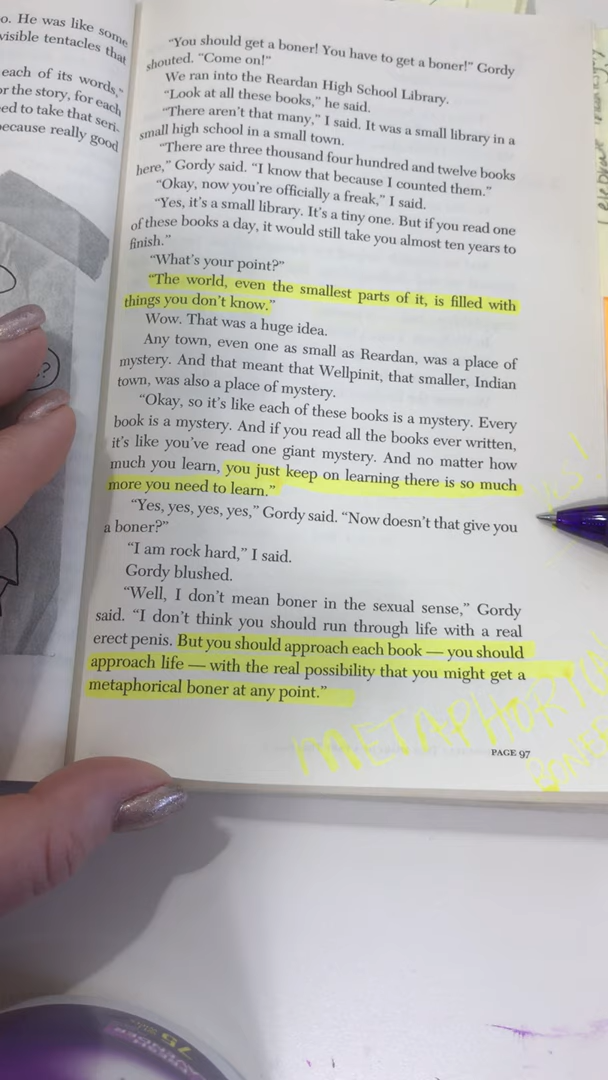 o. He was like some
visible tentacles that
each of its words,"
or the story, for each
ed to take that seri-
ecause really good
"You should get a boner! You have to get a boner!" Gordy
shouted. "Come on!"
We ran into the Reardan High School Library.
"Look at all these books," he said.
"There aren't that many," I said. It was a small library in a
small high school in a small town.
"There are three thousand four hundred and twelve books
here," Gordy said. "I know that because I counted them."
"Okay, now you're officially a freak," I said.
"Yes, it's a small library. It's a tiny one. But if you read one
of these books a day, it would still take you almost ten years to
finish."
"What's your point?"
"The world, even the smallest parts of it, is filled with
things you don't know."
Wow. That was a huge idea.
Any town, even one as small as Reardan, was a place of
mystery. And that meant that Wellpinit, that smaller, Indian
town, was also a place of mystery.
"Okay, so it's like each of these books is a mystery. Every
book is a mystery. And if you read all the books ever written,
it's like you've read one giant mystery. And no matter how
much you learn, you just keep on learning there is so much
more you need to learn."
"Yes, yes, yes, yes," Gordy said. "Now doesn't that give you
a boner?"
"I am rock hard," I said.
Gordy blushed.
"Well, I don't mean boner in the sexual sense," Gordy
said. "I don't think you should run through life with a real
erect penis. But you should approach each book — you should
approach life — with the real possibility that you might get a
metaphorical boner at any point."
PAGE 97
YES!
METAPHORICAL
BONER
?
75